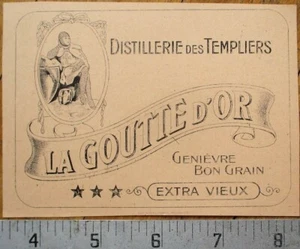 DISTILLERIE DES TEMPLIERS
LA GOUTTE D'OR
GENIÈVRE
BON GRAIN
EXTRA VIEUX
4 5 6 7 8